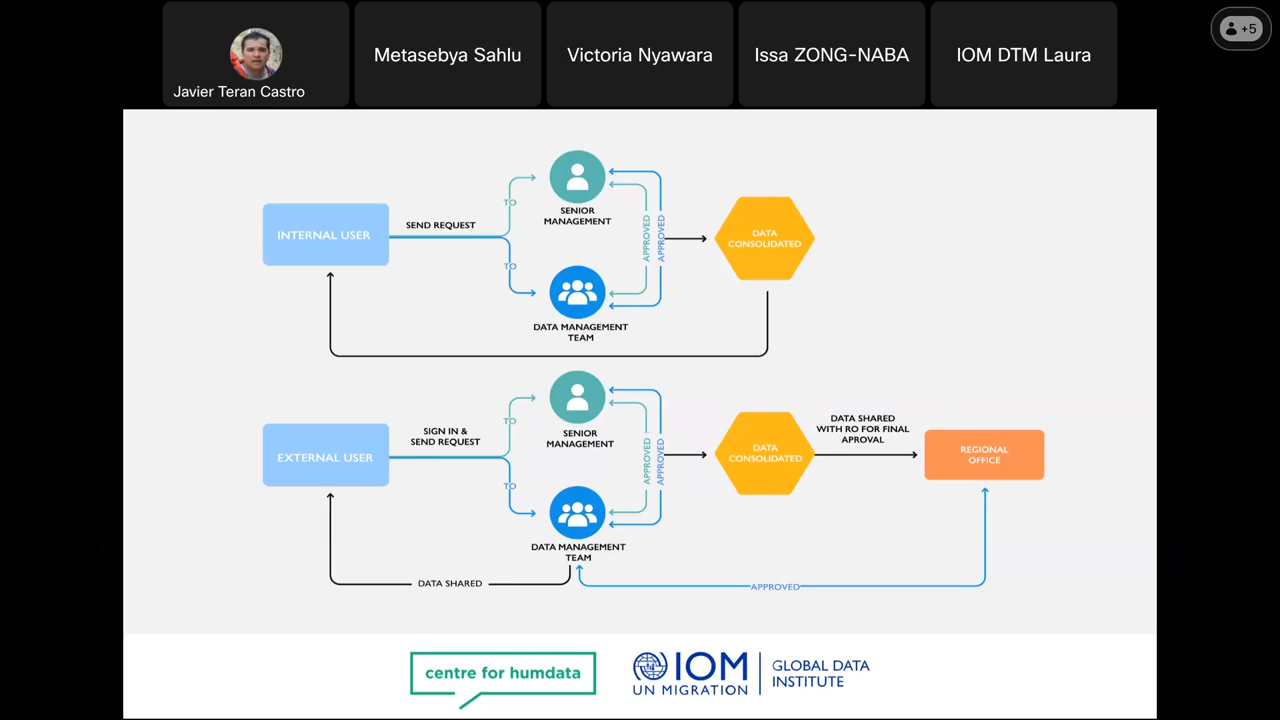 +5
Javier Teran Castro
Metasebya Sahlu
Victoria Nyawara
Issa ZONG-NABA
IOM DTM Laura
INTERNAL USER
SEND REQUEST
TO
TO
SENIOR
MANAGEMENT
DATA MANAGEMENT
TEAM
APPROVED
APPROVED
DATA
CONSOLIDATED
EXTERNAL USER
SIGN IN &
SEND REQUEST
TO
TO
SENIOR
MANAGEMENT
DATA MANAGEMENT
TEAM
APPROVED
APPROVED
DATA
CONSOLIDATED
DATA SHARED
WITH RO FOR FINAL
APROVAL
REGIONAL
OFFICE
DATA SHARED
APPROVED
centre for humdata
IOM
UN MIGRATION
GLOBAL DATA
INSTITUTE